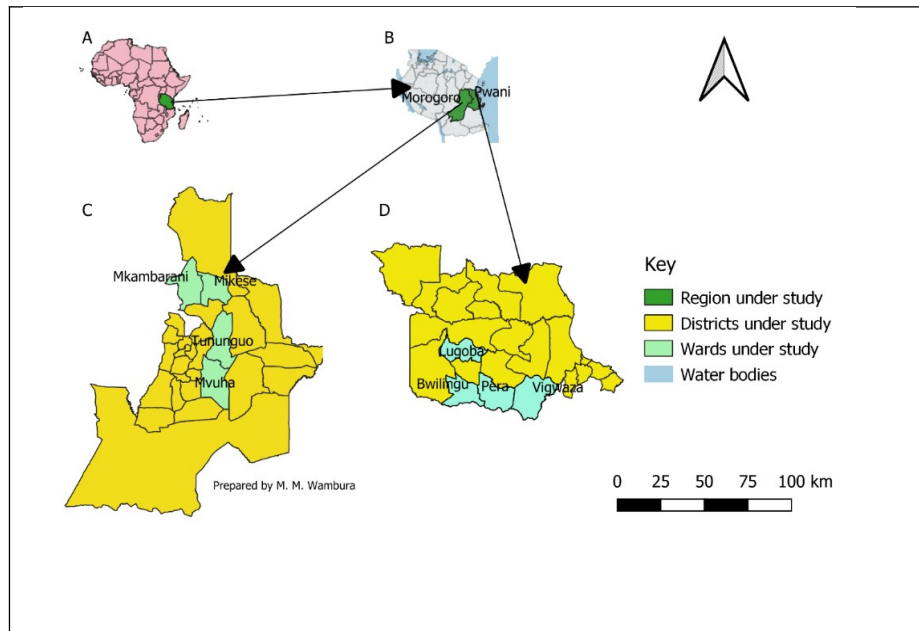 A
B
Morogoro
Pwani
C
D
Mkambarani
Mikese
Tununguo
Mvuha
Lugoba
Bwilingu
Pera
Vigwaza
Key
Region under study
Districts under study
Wards under study
Water bodies
Prepared by M. M. Wambura
0 25 50 75 100 km